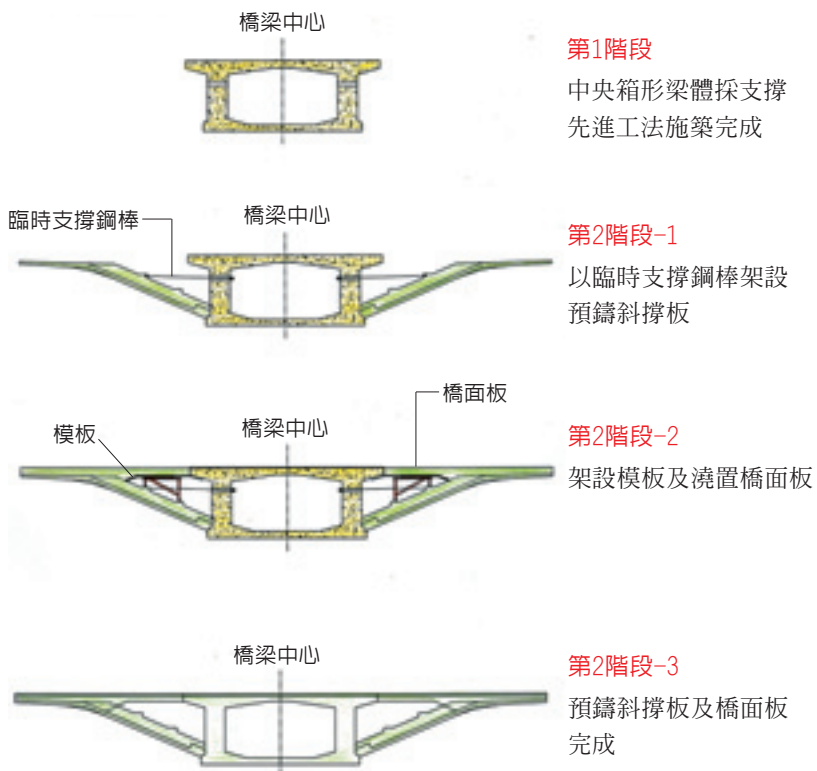 橋梁中心
第1階段
中央箱形梁體採支撐
先進工法施築完成
臨時支撐鋼棒
橋梁中心
第2階段-1
以臨時支撐鋼棒架設
預鑄斜撐板
橋面板
模板
橋梁中心
第2階段-2
架設模板及澆置橋面板
橋梁中心
第2階段-3
預鑄斜撐板及橋面板
完成